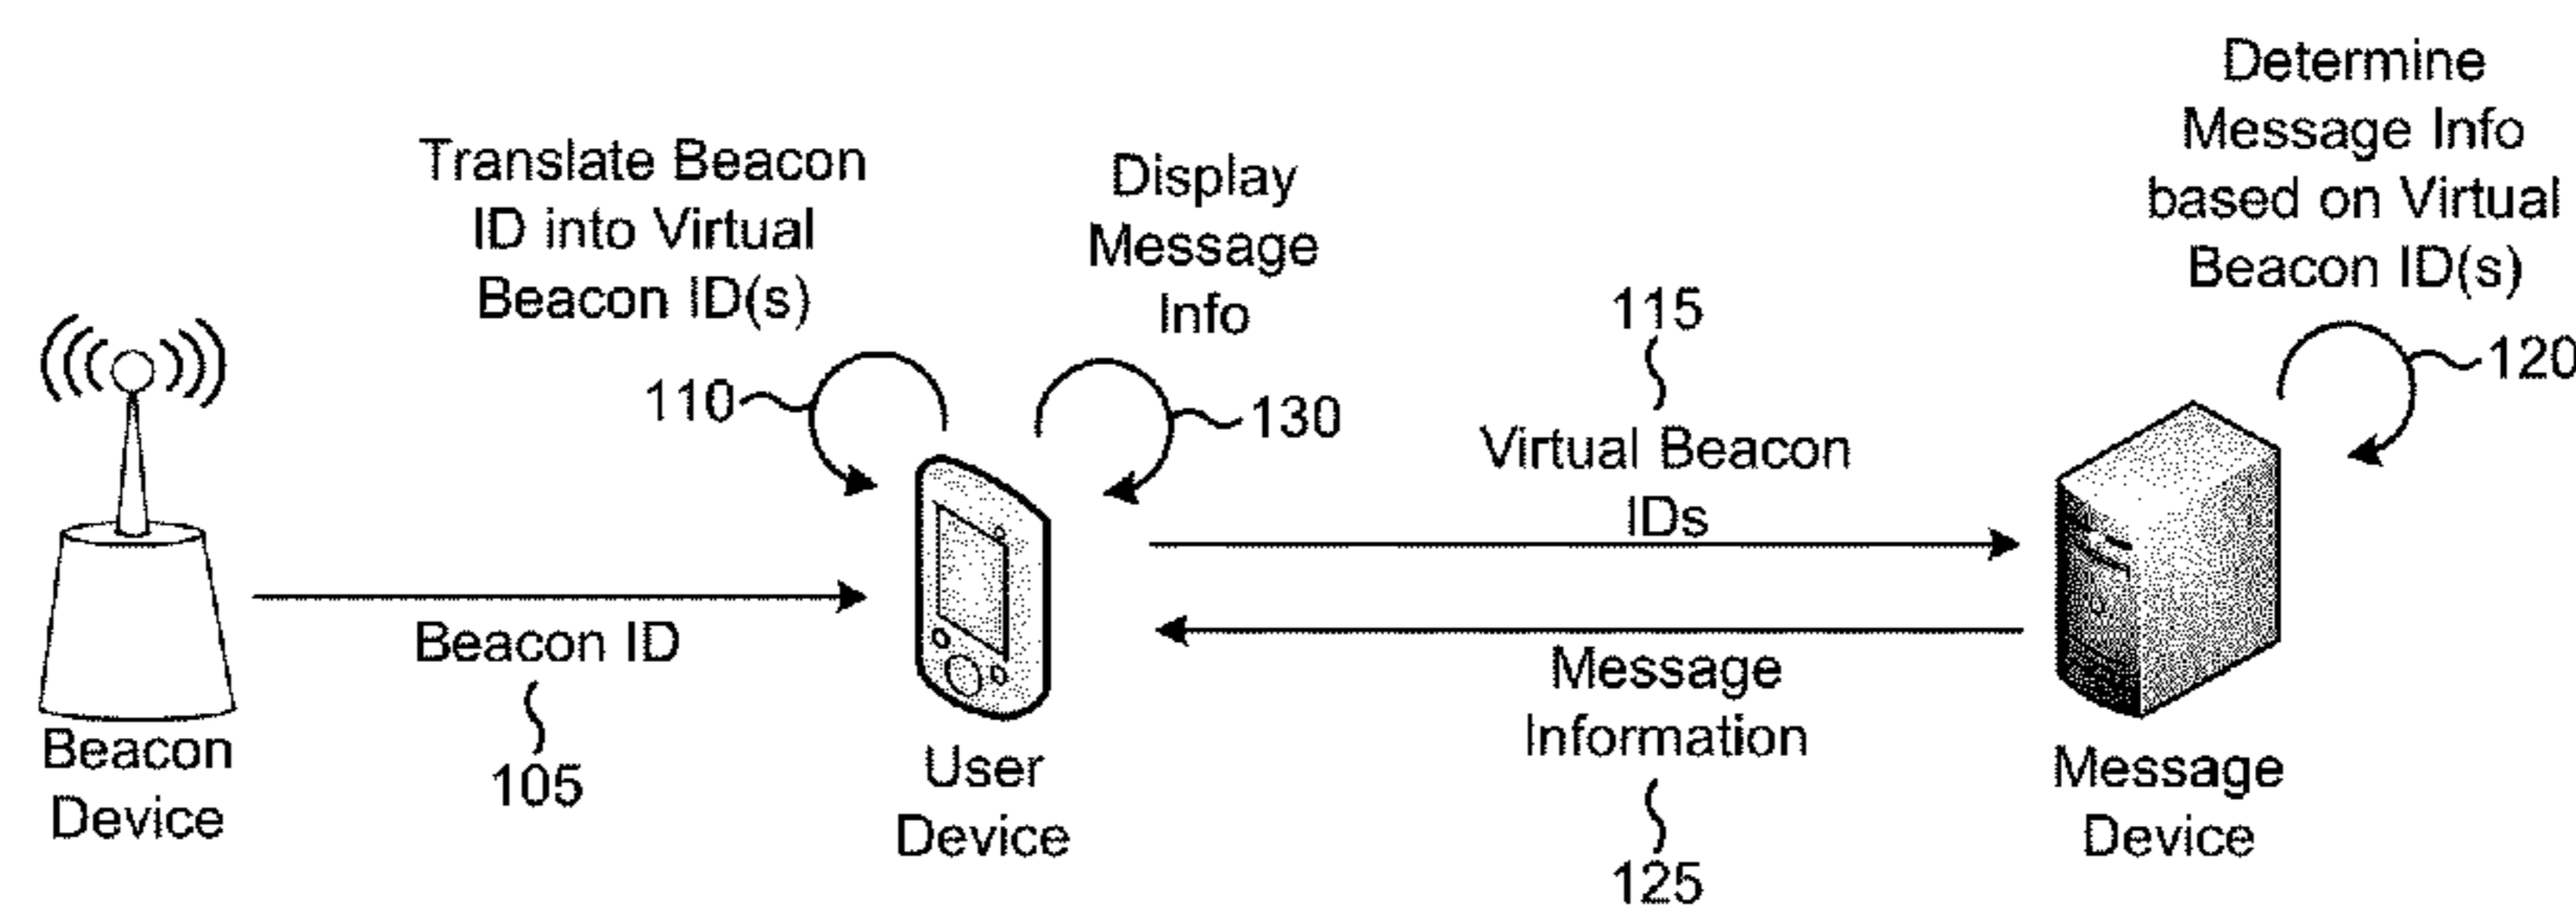 Determine
Message Info
based on Virtual
Beacon ID(s)
120
Translate Beacon
ID into Virtual
Beacon ID(s)
110
Display
Message
Info
130
115
Virtual Beacon
IDs
Beacon ID
105
Message
Information
125
Beacon
Device
User
Device
Message
Device